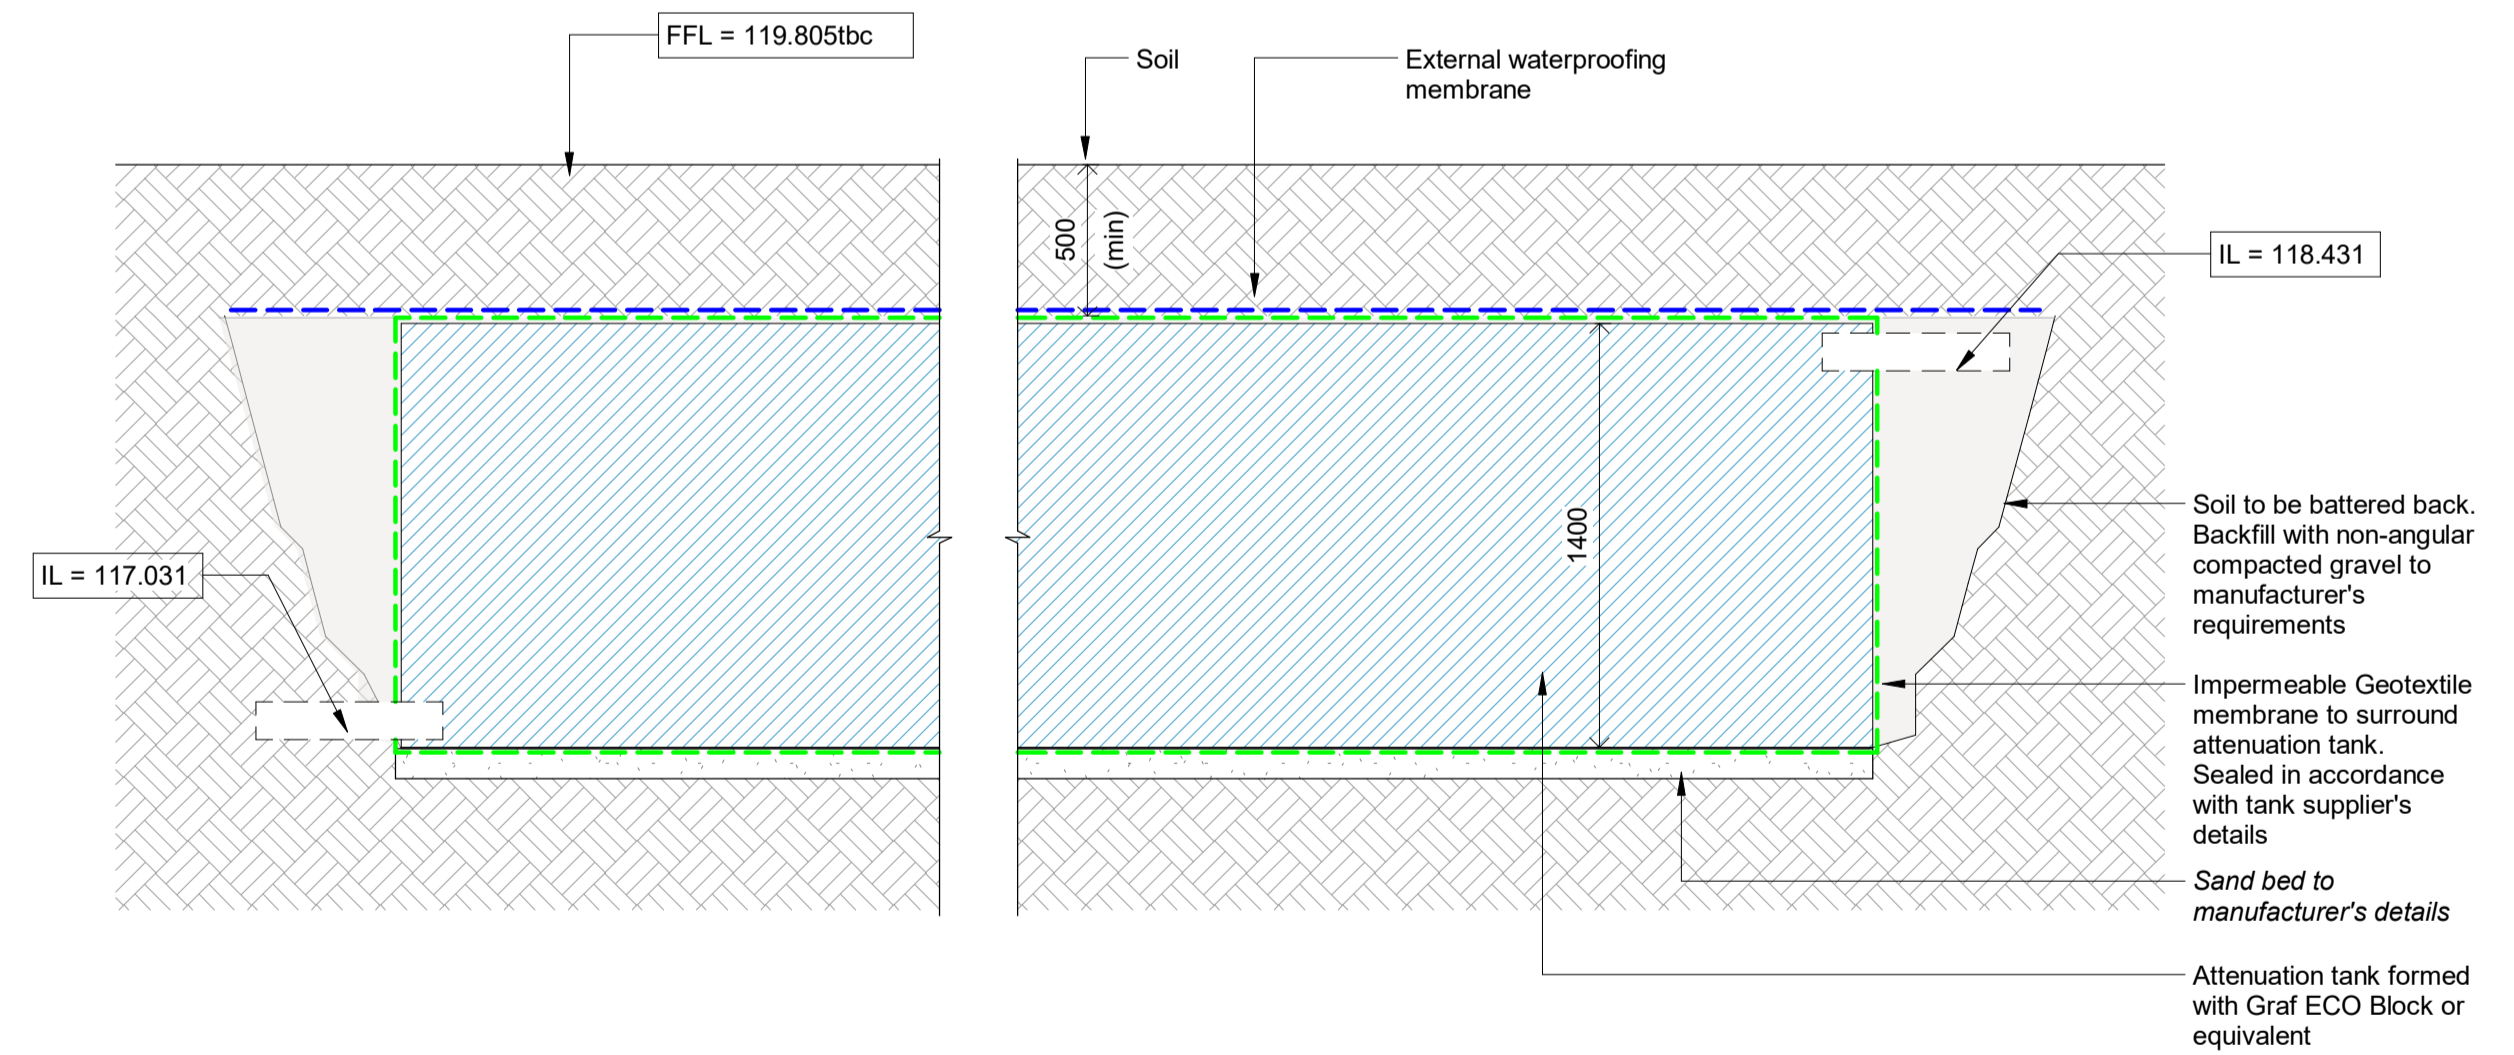 FFL = 119.805tbc
Soil
External waterproofing
membrane
500
(min)
IL = 118.431
1400
Soil to be battered back.
Backfill with non-angular
compacted gravel to
manufacturer's
requirements
IL = 117.031
Impermeable Geotextile
membrane to surround
attenuation tank.
Sealed in accordance
with tank supplier's
details
Sand bed to
manufacturer's details
Attenuation tank formed
with Graf ECO Block or
equivalent